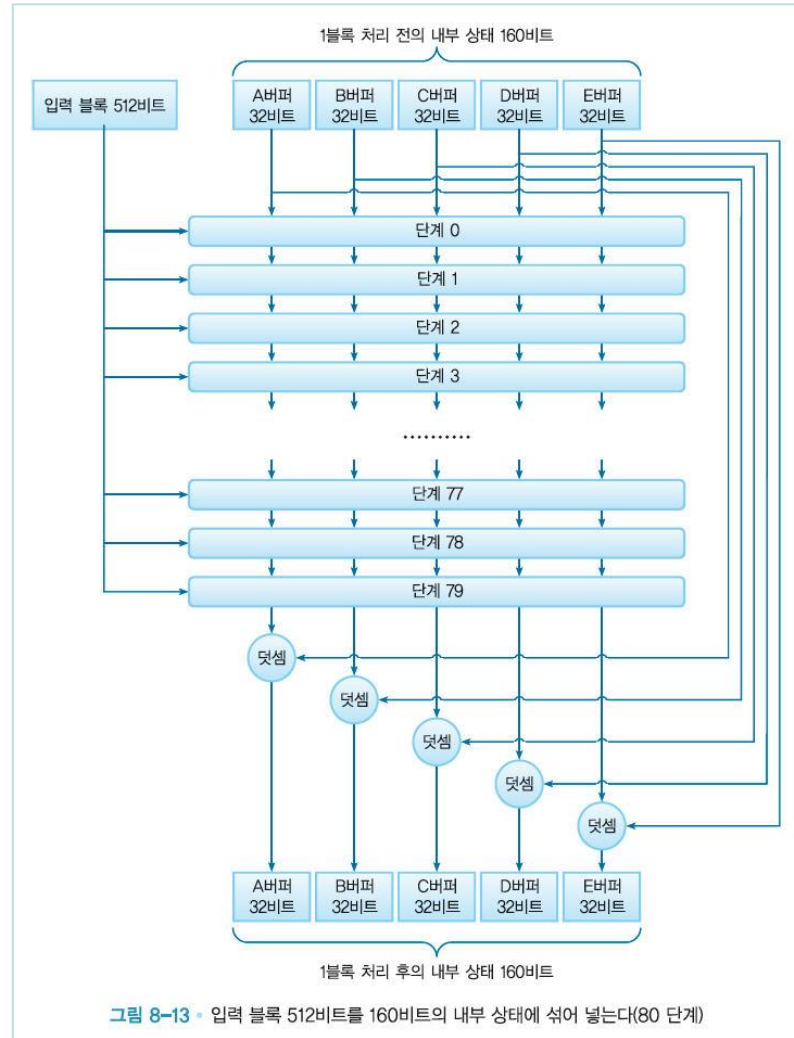 1블록 처리 전의 내부 상태 160비트
입력 블록 512비트
A버퍼
32비트
B버퍼
32비트
C버퍼
32비트
D버퍼
32비트
E버퍼
32비트
단계 0
단계 1
단계 2
단계 3
··········
단계 77
단계 78
단계 79
덧셈
덧셈
덧셈
덧셈
덧셈
A버퍼
32비트
B버퍼
32비트
C버퍼
32비트
D버퍼
32비트
E버퍼
32비트
1블록 처리 후의 내부 상태 160비트
그림 8-13 • 입력 블록 512비트를 160비트의 내부 상태에 섞어 넣는다(80 단계)